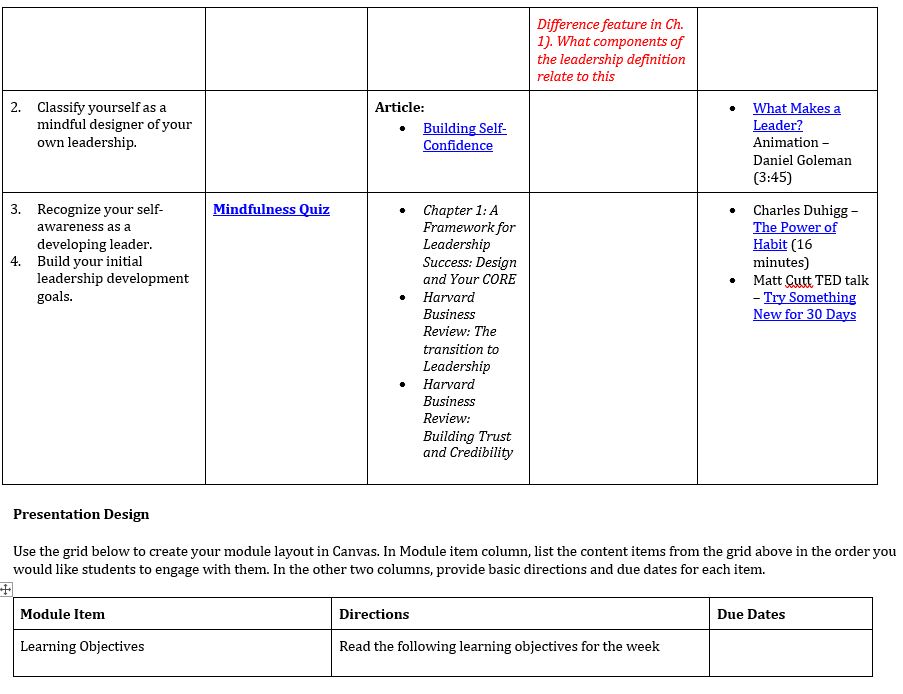 Difference feature in Ch.
1). What components of
the leadership definition
relate to this
2. Classify yourself as a
mindful designer of your
own leadership.
Article:
• Building Self-
Confidence
• What Makes a
Leader?
Animation –
Daniel Goleman
(3:45)
3. Recognize your self-
awareness as a
developing leader.
4. Build your initial
leadership development
goals.
Mindfulness Quiz
• Chapter 1: A
Framework for
Leadership
Success: Design
and Your CORE
• Harvard
Business
Review: The
transition to
Leadership
• Harvard
Business
Review:
Building Trust
and Credibility
• Charles Duhigg –
The Power of
Habit (16
minutes)
• Matt Cutt TED talk
– Try Something
New for 30 Days
Presentation Design
Use the grid below to create your module layout in Canvas. In Module item column, list the content items from the grid above in the order you
would like students to engage with them. In the other two columns, provide basic directions and due dates for each item.
Module Item
Directions
Due Dates
Learning Objectives
Read the following learning objectives for the week